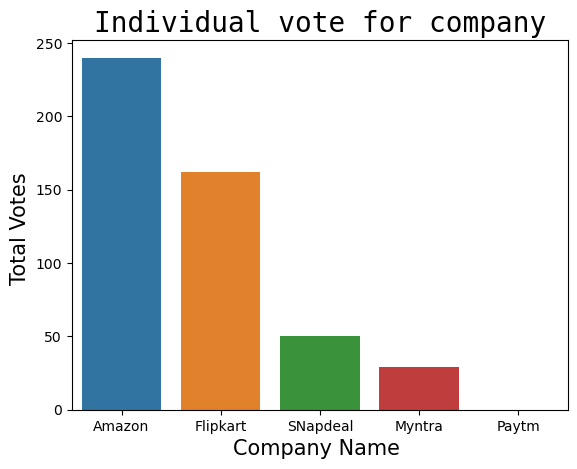 Individual vote for company
250
200
150
100
50
0
Total Votes
Amazon Flipkart SNapdeal Myntra Paytm
Company Name